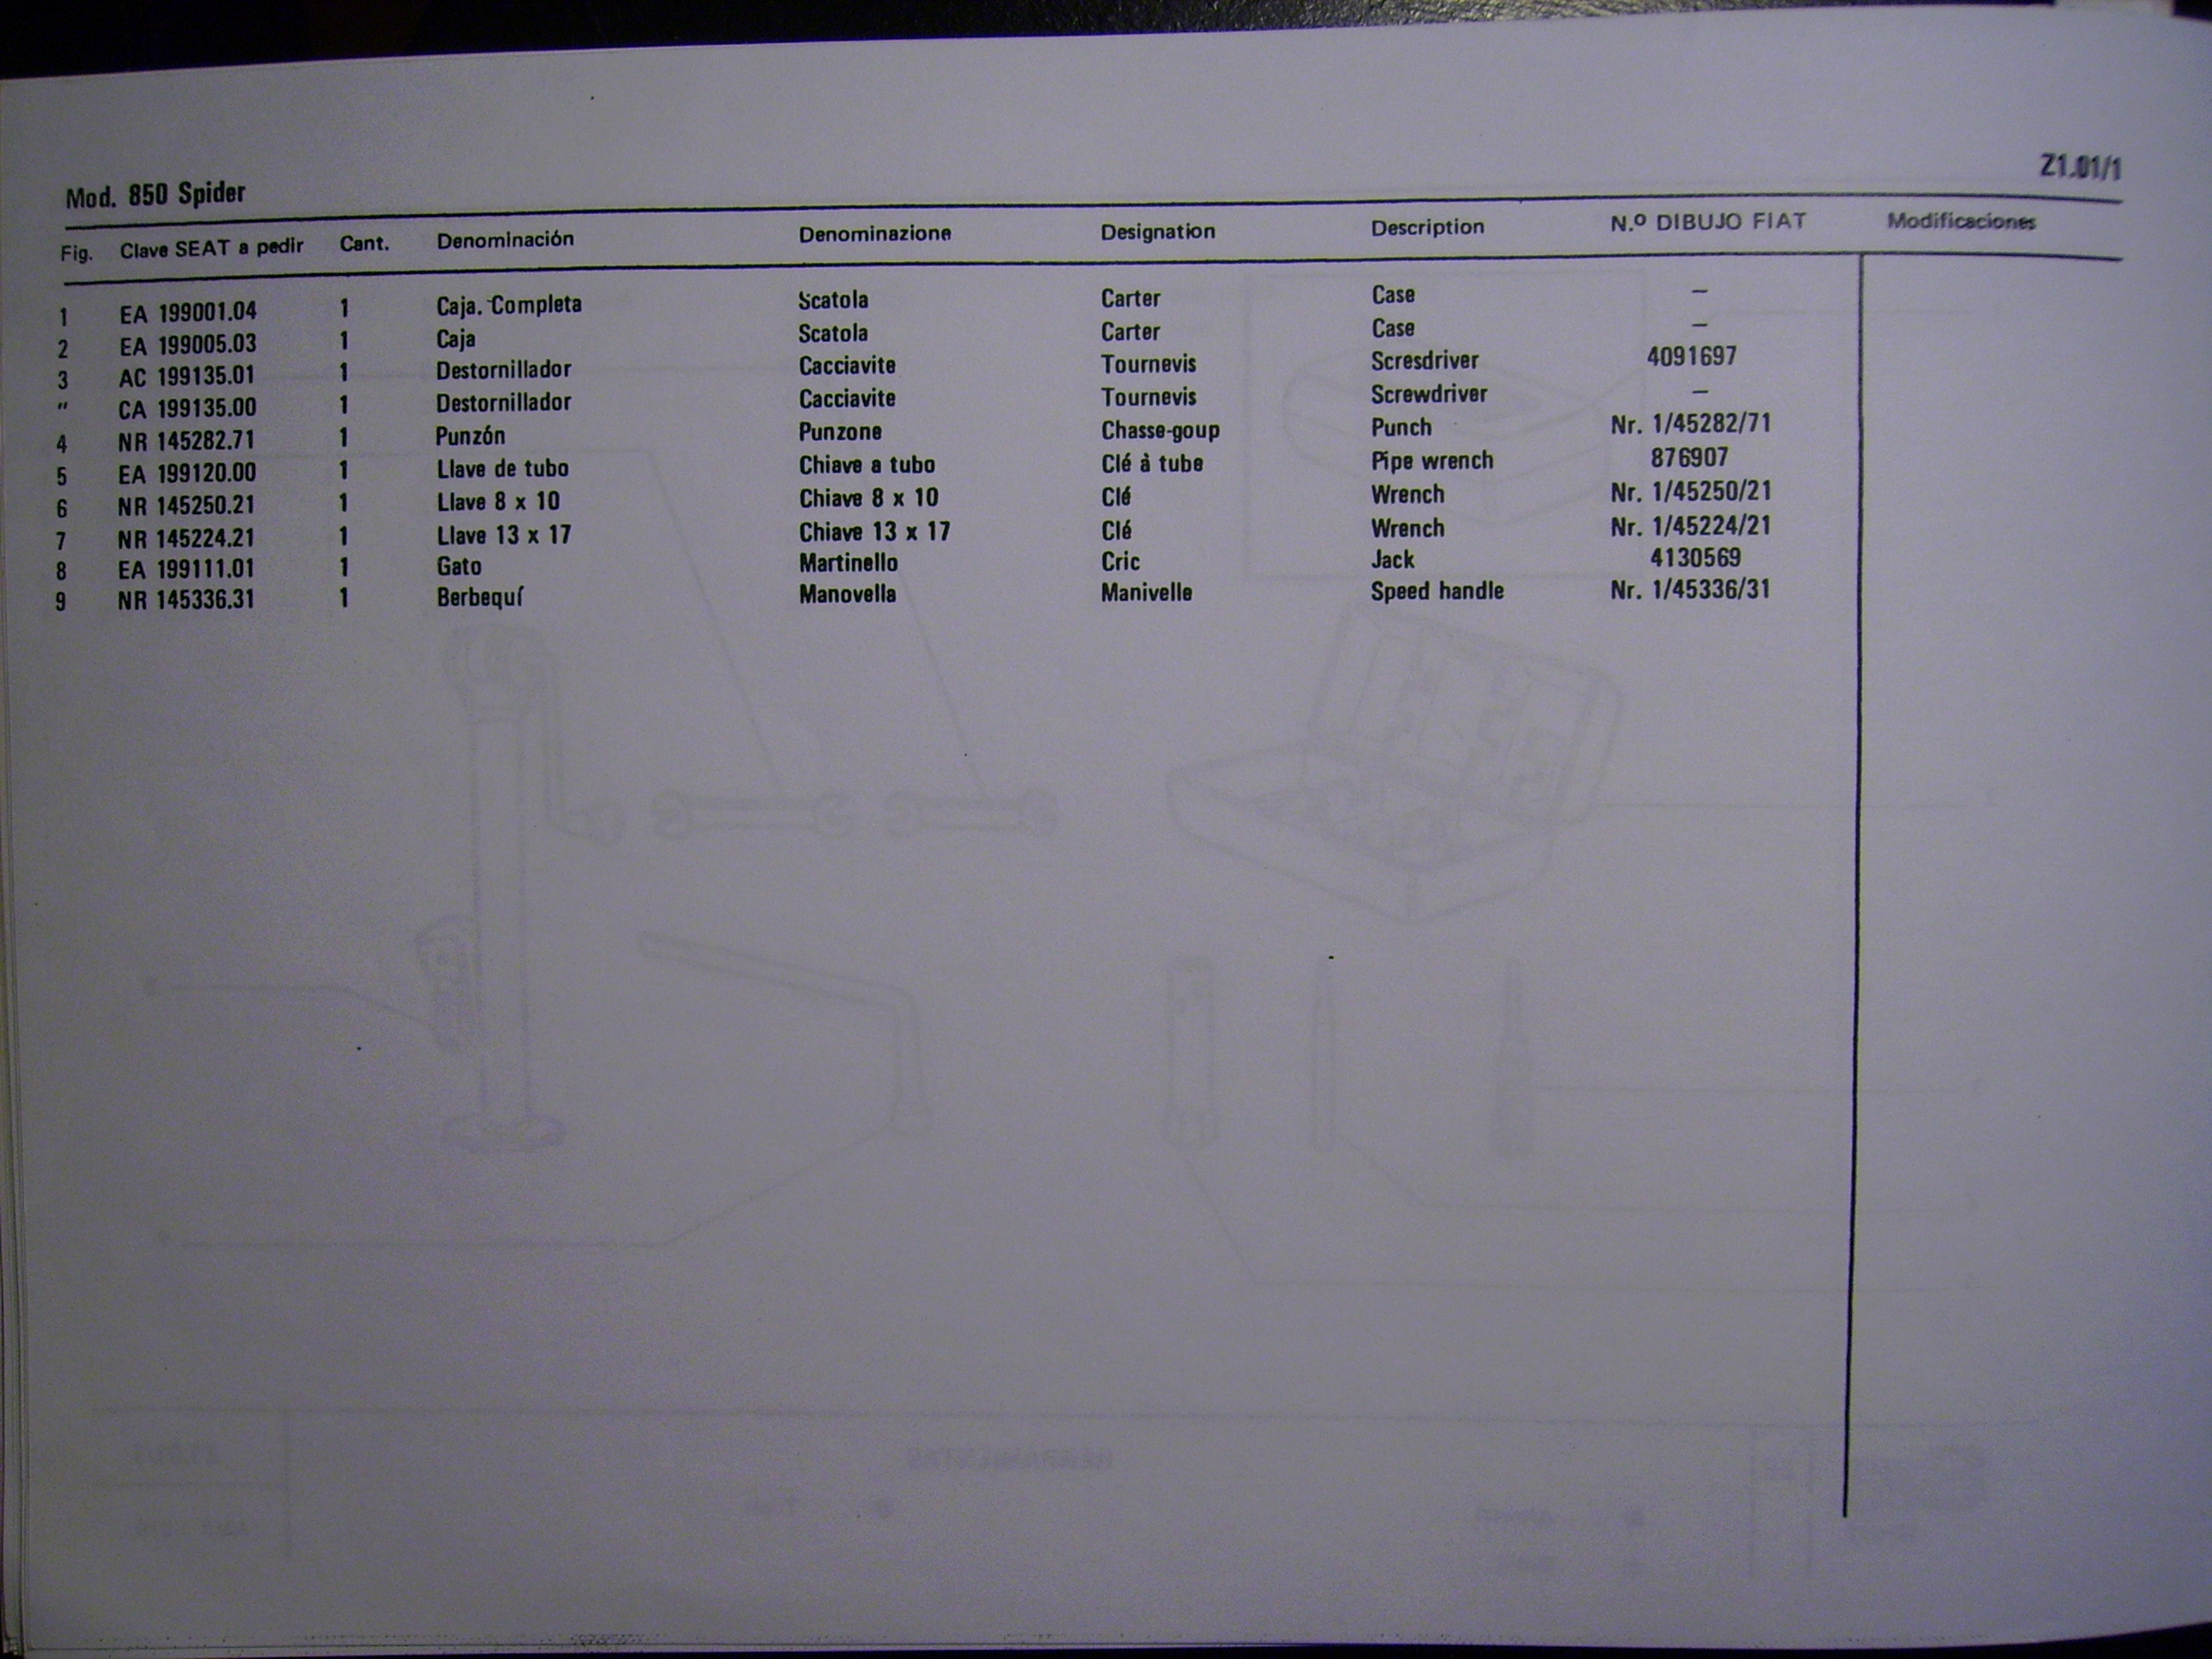 Z1.01/1
Mod. 850 Spider
Fig. Clave SEAT a pedir Cant. Denominación Denominazione Designation Description N.º DIBUJO FIAT Modificaciones
1 EA 199001.04 1 Caja. Completa Scatola Carter Case —
2 EA 199005.03 1 Caja Scatola Carter Case —
3 AC 199135.01 1 Destornillador Cacciavite Tournevis Scresdriver 4091697
" CA 199135.00 1 Destornillador Cacciavite Tournevis Screwdriver —
4 NR 145282.71 1 Punzón Punzone Chasse-goup Punch Nr. 1/45282/71
5 EA 199120.00 1 Llave de tubo Chiave a tubo Clé à tube Pipe wrench 876907
6 NR 145250.21 1 Llave 8 x 10 Chiave 8 x 10 Clé Wrench Nr. 1/45250/21
7 NR 145224.21 1 Llave 13 x 17 Chiave 13 x 17 Clé Wrench Nr. 1/45224/21
8 EA 199111.01 1 Gato Martinello Cric Jack 4130569
9 NR 145336.31 1 Berbequí Manovella Manivelle Speed handle Nr. 1/45336/31